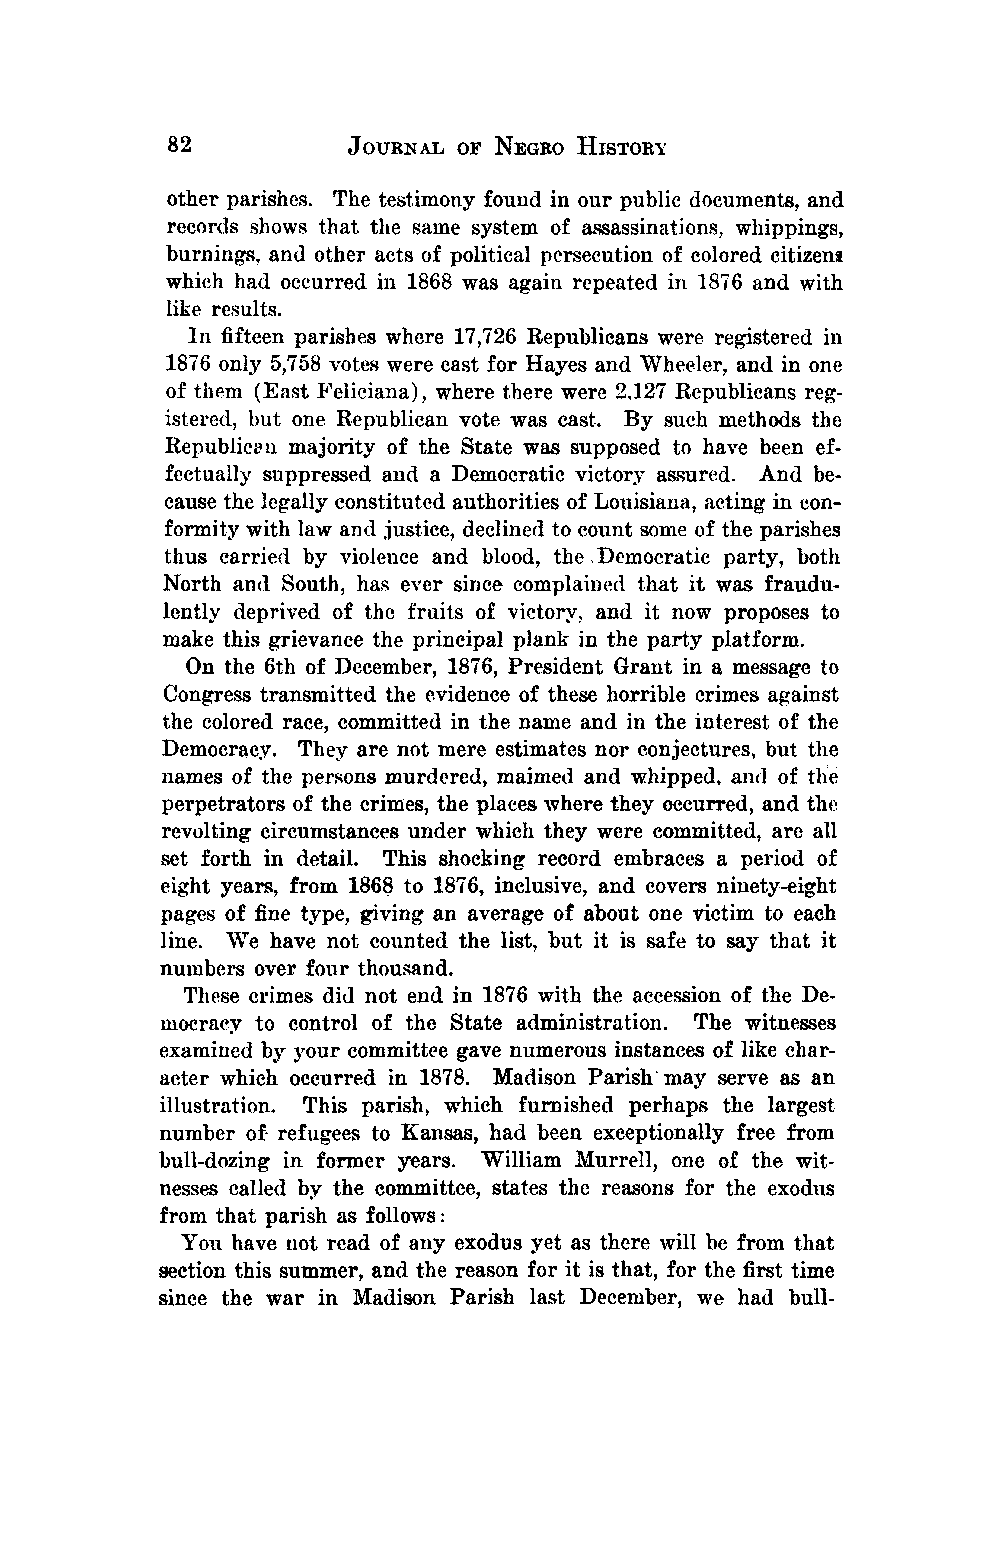 82 JOURNAL OF NEGRO HISTORY
other parishes. The testimony found in our public documents, and
records shows that the same system of assassinations, whippings,
burnings, and other acts of political persecution of colored citizens
which had occurred in 1868 was again repeated in 1876 and with
like results.
In fifteen parishes where 17,726 Republicans were registered in
1876 only 5,758 votes were cast for Hayes and Wheeler, and in one
of them (East Feliciana), where there were 2,127 Republicans reg-
istered, but one Republican vote was cast. By such methods the
Republican majority of the State was supposed to have been ef-
fectually suppressed and a Democratic victory assured. And be-
cause the legally constituted authorities of Louisiana, acting in con-
formity with law and justice, declined to count some of the parishes
thus carried by violence and blood, the Democratic party, both
North and South, has ever since complained that it was fraudu-
lently deprived of the fruits of victory, and it now proposes to
make this grievance the principal plank in the party platform.
On the 6th of December, 1876, President Grant in a message to
Congress transmitted the evidence of these horrible crimes against
the colored race, committed in the name and in the interest of the
Democracy. They are not mere estimates nor conjectures, but the
names of the persons murdered, maimed and whipped, and of the
perpetrators of the crimes, the places where they occurred, and the
revolting circumstances under which they were committed, are all
set forth in detail. This shocking record embraces a period of
eight years, from 1868 to 1876, inclusive, and covers ninety-eight
pages of fine type, giving an average of about one victim to each
line. We have not counted the list, but it is safe to say that it
numbers over four thousand.
These crimes did not end in 1876 with the accession of the De-
mocracy to control of the State administration. The witnesses
examined by your committee gave numerous instances of like char-
acter which occurred in 1878. Madison Parish may serve as an
illustration. This parish, which furnished perhaps the largest
number of refugees to Kansas, had been exceptionally free from
bull-dozing in former years. William Murrell, one of the wit-
nesses called by the committee, states the reasons for the exodus
from that parish as follows:
You have not read of any exodus yet as there will be from that
section this summer, and the reason for it is that, for the first time
since the war in Madison Parish last December, we had bull-